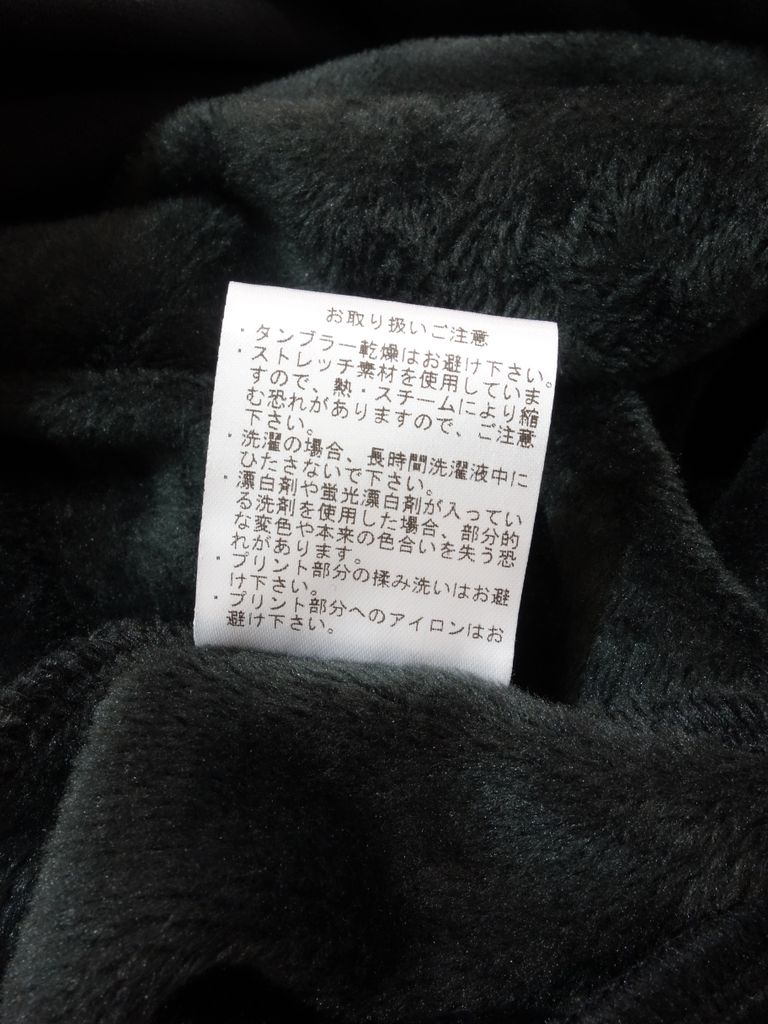 お取り扱いご注意
・タンブラー乾燥はお避け下さい。
・ストレッチ素材を使用していま
すので、熱・スチームにより縮
む恐れがありますので、ご注意
下さい。
・洗濯の場合、長時間洗濯液中に
ひたさないで下さい。
・漂白剤や蛍光漂白剤が入ってい
る洗剤を使用した場合、部分的
な変色や本来の色合いを失う恐
れがあります。
・プリント部分の揉み洗いはお避
け下さい。
・プリント部分へのアイロンはお
避け下さい。